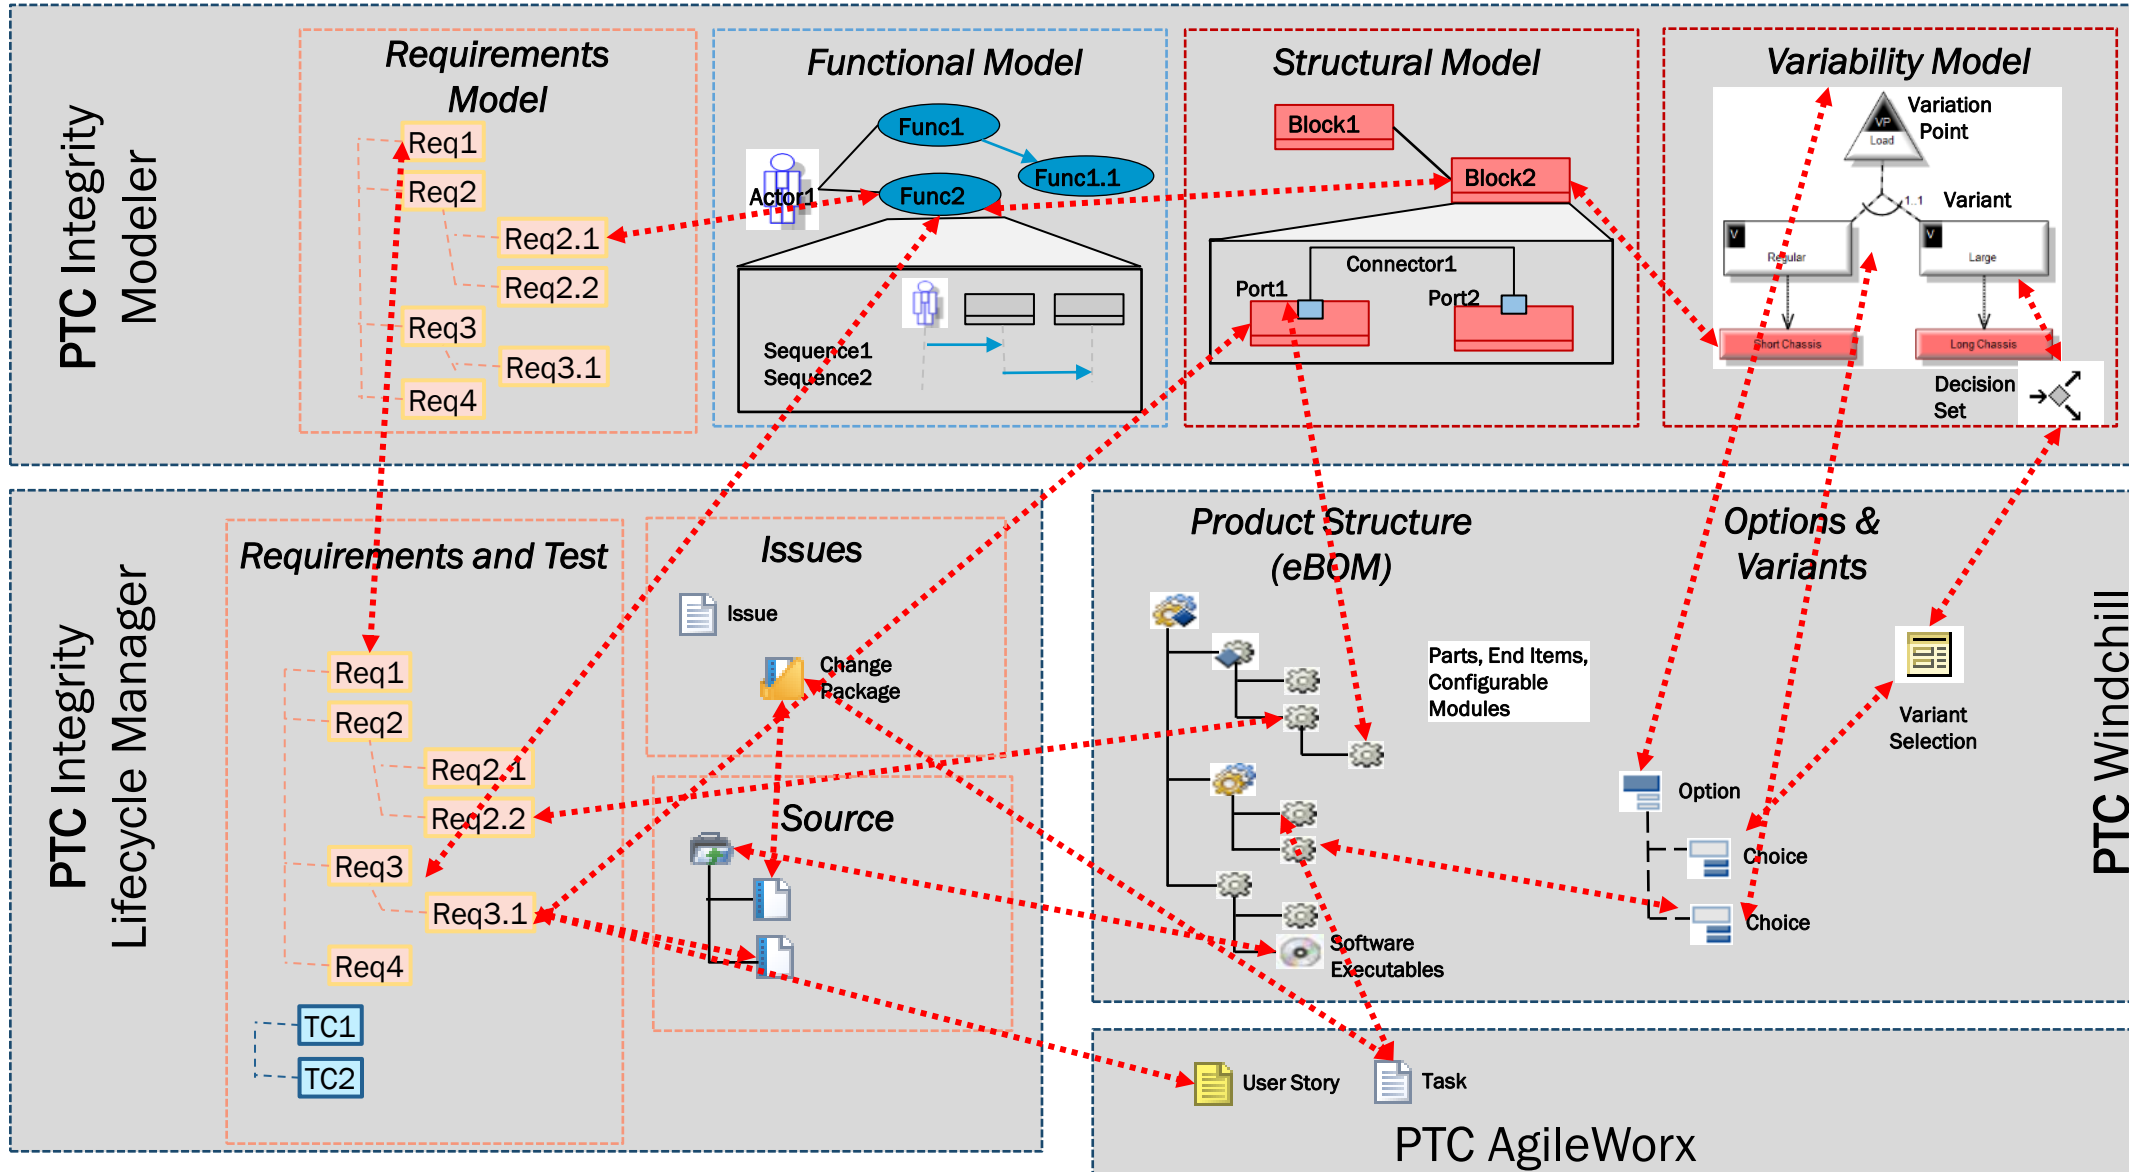 PTC Integrity
Modeler
Requirements
Model
Req1
Req2
Req2.1
Req2.2
Req3
Req3.1
Req4
Functional Model
Func1
Func1.1
Actor1
Func2
Sequence1
Sequence2
Structural Model
Block1
Block2
Connector1
Port1
Port2
Variability Model
Variation
Point
VP
Load
1..1
Variant
V
Regular
V
Large
Short Chassis
Long Chassis
Decision
Set
PTC Integrity
Lifecycle Manager
Requirements and Test
Req1
Req2
Req2.1
Req2.2
Req3
Req3.1
Req4
TC1
TC2
Issues
Issue
Change
Package
Source
Product Structure
(eBOM)
Parts, End Items,
Configurable
Modules
Software
Executables
Options &
Variants
Variant
Selection
Option
Choice
Choice
PTC Windchill
User Story
Task
PTC AgileWorx